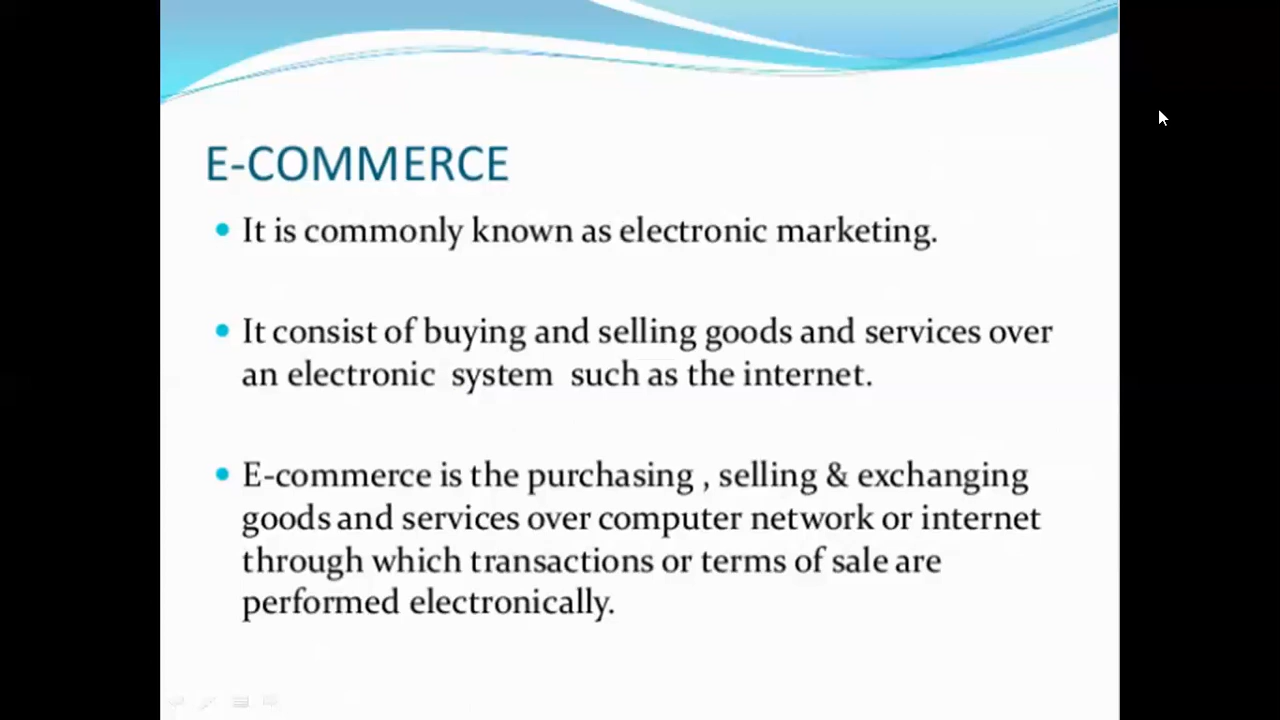 E-COMMERCE
It is commonly known as electronic marketing.
It consist of buying and selling goods and services over
an electronic system such as the internet.
E-commerce is the purchasing , selling & exchanging
goods and services over computer network or internet
through which transactions or terms of sale are
performed electronically.